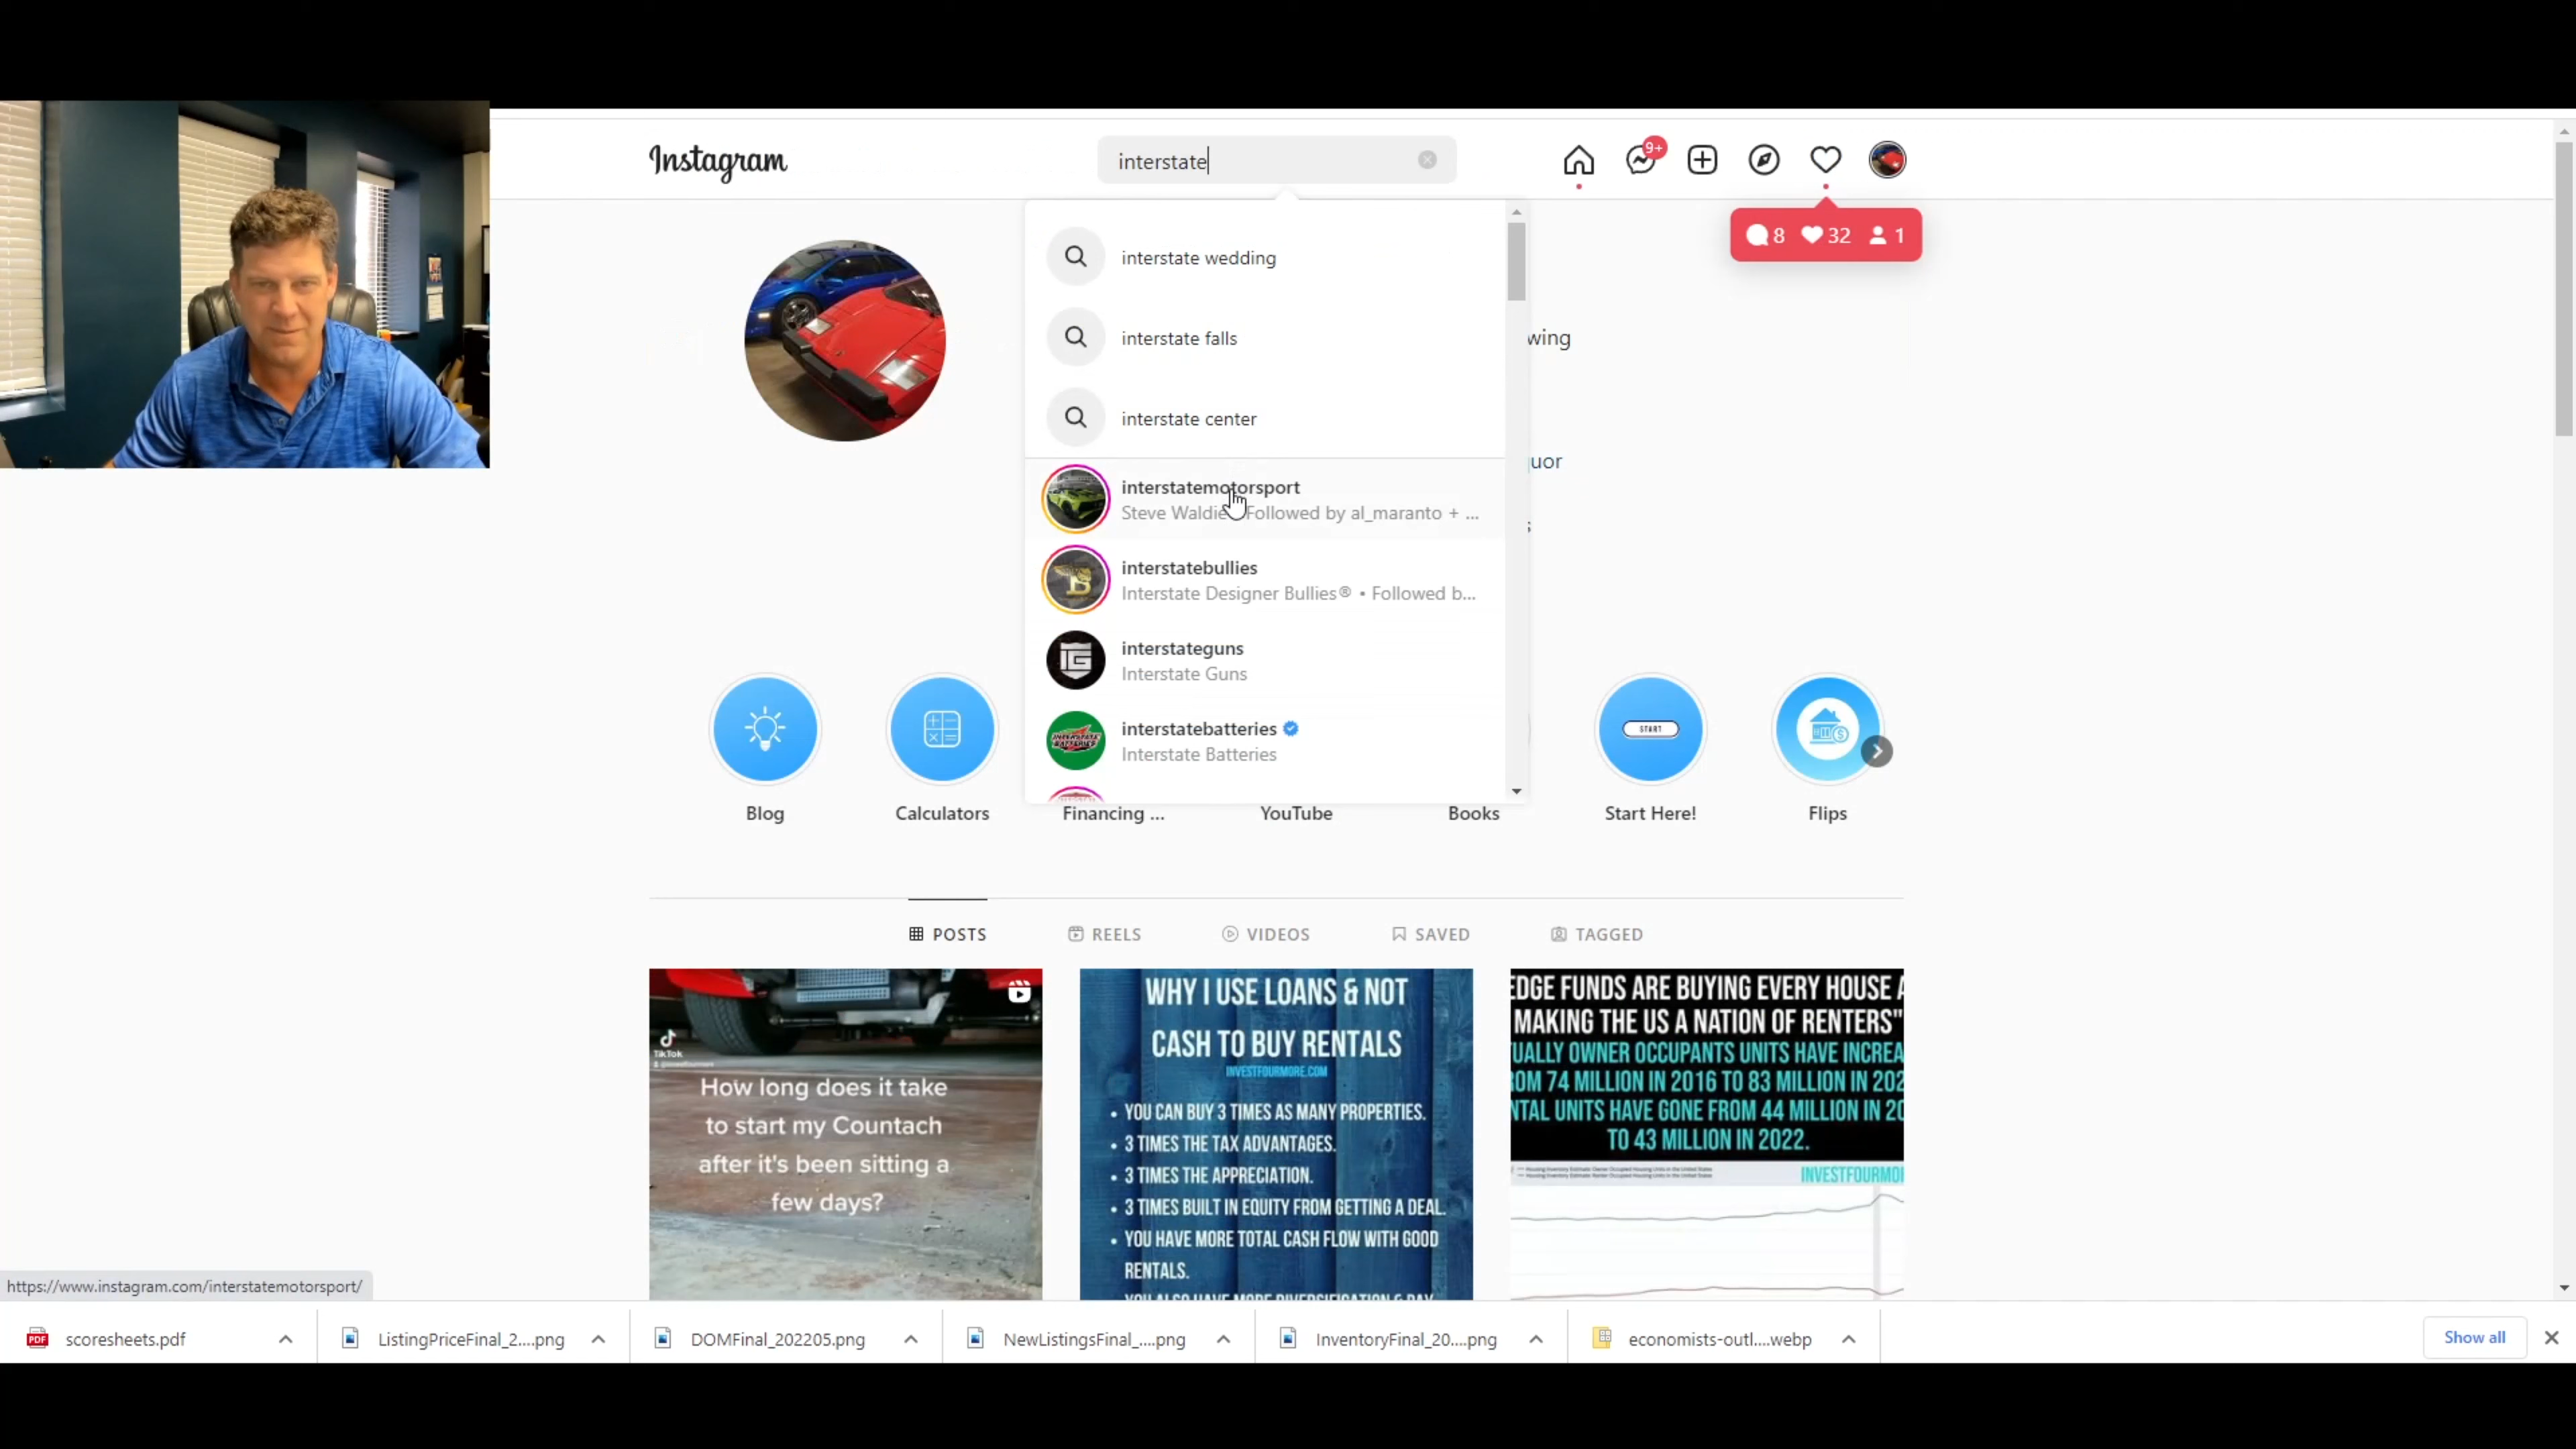 Instagram
interstate
9+
8 32 1
interstate wedding
interstate falls
wing
interstate center
uor
interstatemotorsport
Steve Waldie Followed by al_maranto + ...
s
interstatebullies
Interstate Designer Bullies® • Followed b...
interstateguns
Interstate Guns
interstatebatteries
Interstate Batteries
START
Blog
Calculators
Financing ...
YouTube
Books
Start Here!
Flips
POSTS
REELS
VIDEOS
SAVED
TAGGED
TikTok
How long does it take
to start my Countach
after it's been sitting a
few days?
WHY I USE LOANS & NOT
CASH TO BUY RENTALS
INVESTFOURMORE.COM
• YOU CAN BUY 3 TIMES AS MANY PROPERTIES.
• 3 TIMES THE TAX ADVANTAGES.
• 3 TIMES THE APPRECIATION.
• 3 TIMES BUILT IN EQUITY FROM GETTING A DEAL.
• YOU HAVE MORE TOTAL CASH FLOW WITH GOOD
RENTALS.
EDGE FUNDS ARE BUYING EVERY HOUSE A
MAKING THE US A NATION OF RENTERS"
TUALLY OWNER OCCUPANTS UNITS HAVE INCREA
OM 74 MILLION IN 2016 TO 83 MILLION IN 202
NTAL UNITS HAVE GONE FROM 44 MILLION IN 20
TO 43 MILLION IN 2022.
INVESTFOURMO
https://www.instagram.com/interstatemotorsport/
scoresheets.pdf
ListingPriceFinal_2....png
DOMFinal_202205.png
NewListingsFinal_....png
InventoryFinal_20....png
economists-outl....webp
Show all